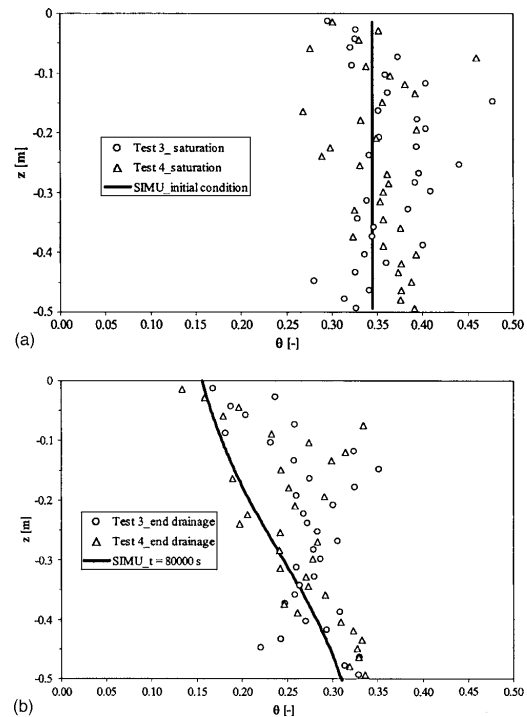 0.00 0.05 0.10 0.15 0.20 0.25 0.30 0.35 0.40 0.45 0.50
0
-0.1
-0.2
-0.3
-0.4
-0.5
z [m]
Test 3_ saturation
Test 4_ saturation
SIMU_initial condition
(a)
θ [-]
0.00 0.05 0.10 0.15 0.20 0.25 0.30 0.35 0.40 0.45 0.50
0
-0.1
-0.2
-0.3
-0.4
-0.5
z [m]
Test 3_end drainage
Test 4_end drainage
SIMU_t = 80000 s
(b)
θ [-]